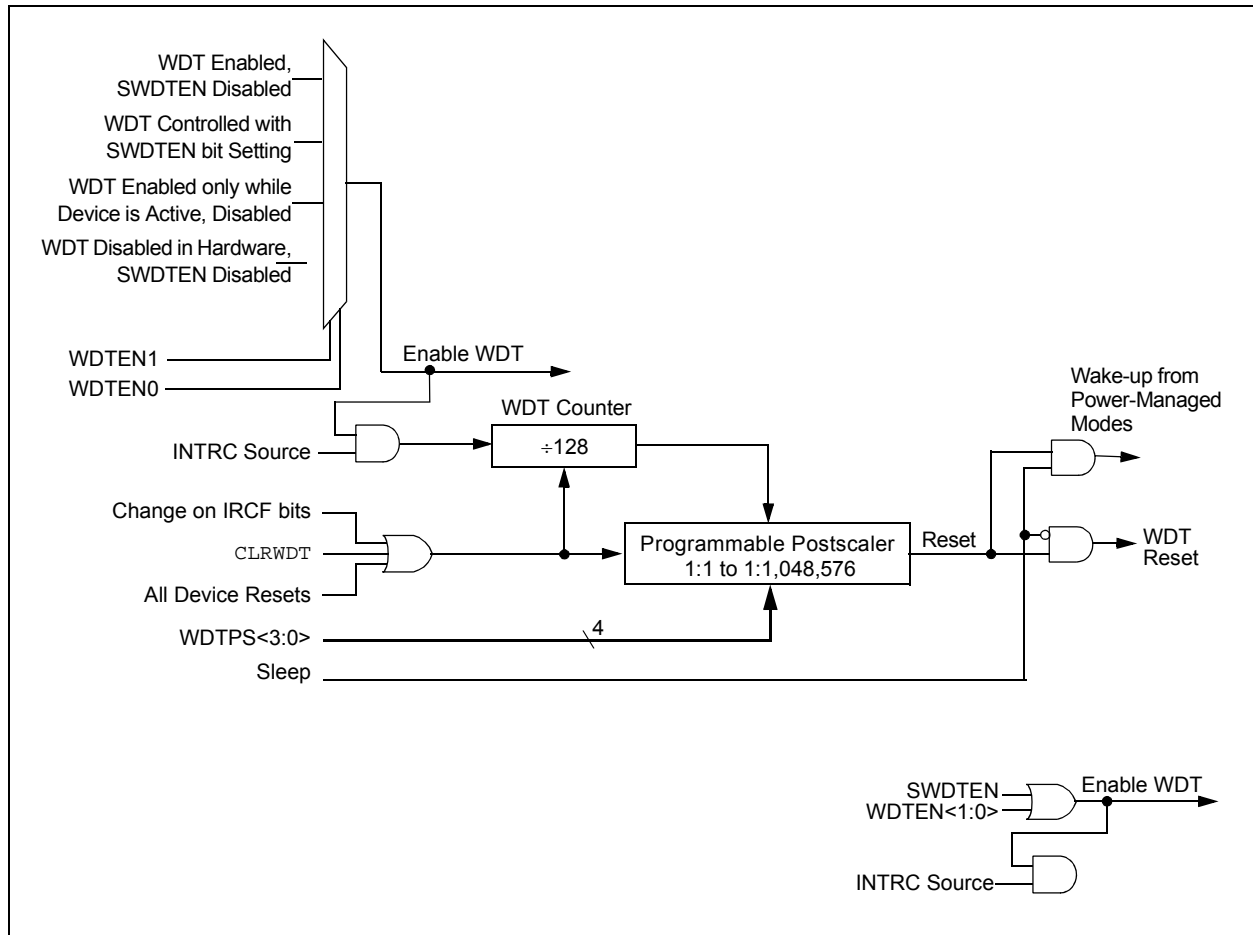 WDT Enabled,
SWDTEN Disabled
WDT Controlled with
SWDTEN bit Setting
WDT Enabled only while
Device is Active, Disabled
WDT Disabled in Hardware,
SWDTEN Disabled
WDTEN1
WDTEN0
Enable WDT
WDT Counter
÷128
INTRC Source
Wake-up from
Power-Managed
Modes
Change on IRCF bits
CLRWDT
All Device Resets
Programmable Postscaler
1:1 to 1:1,048,576
Reset
WDT
Reset
WDTPS<3:0>
4
Sleep
SWDTEN
WDTEN<1:0>
Enable WDT
INTRC Source